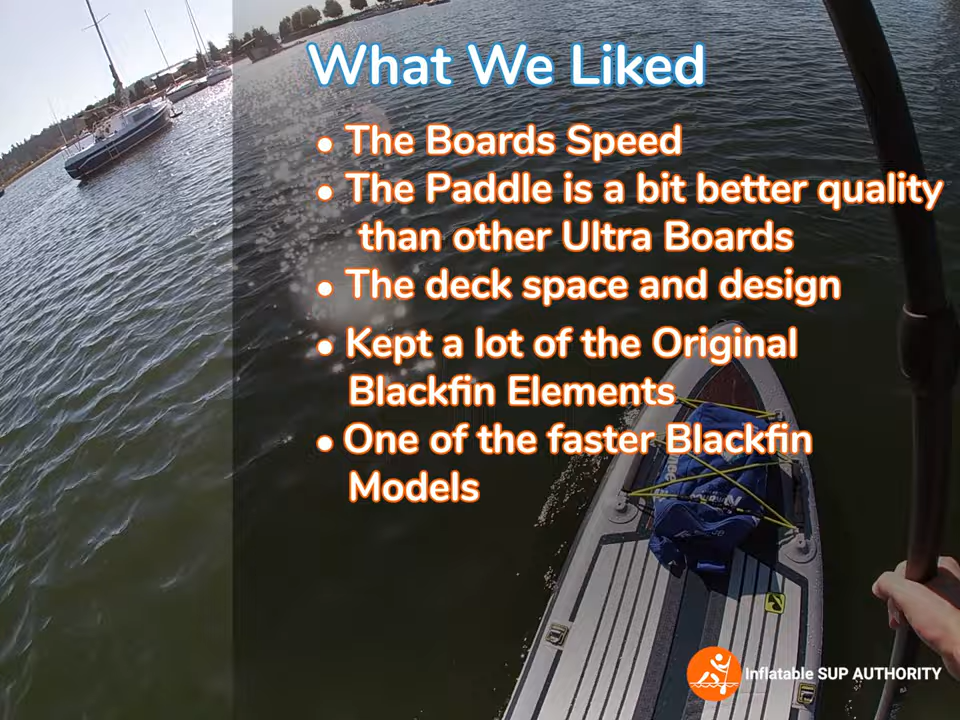 What We Liked
• The Boards Speed
• The Paddle is a bit better quality
than other Ultra Boards
• The deck space and design
• Kept a lot of the Original
Blackfin Elements
• One of the faster Blackfin
Models
Inflatable SUP AUTHORITY